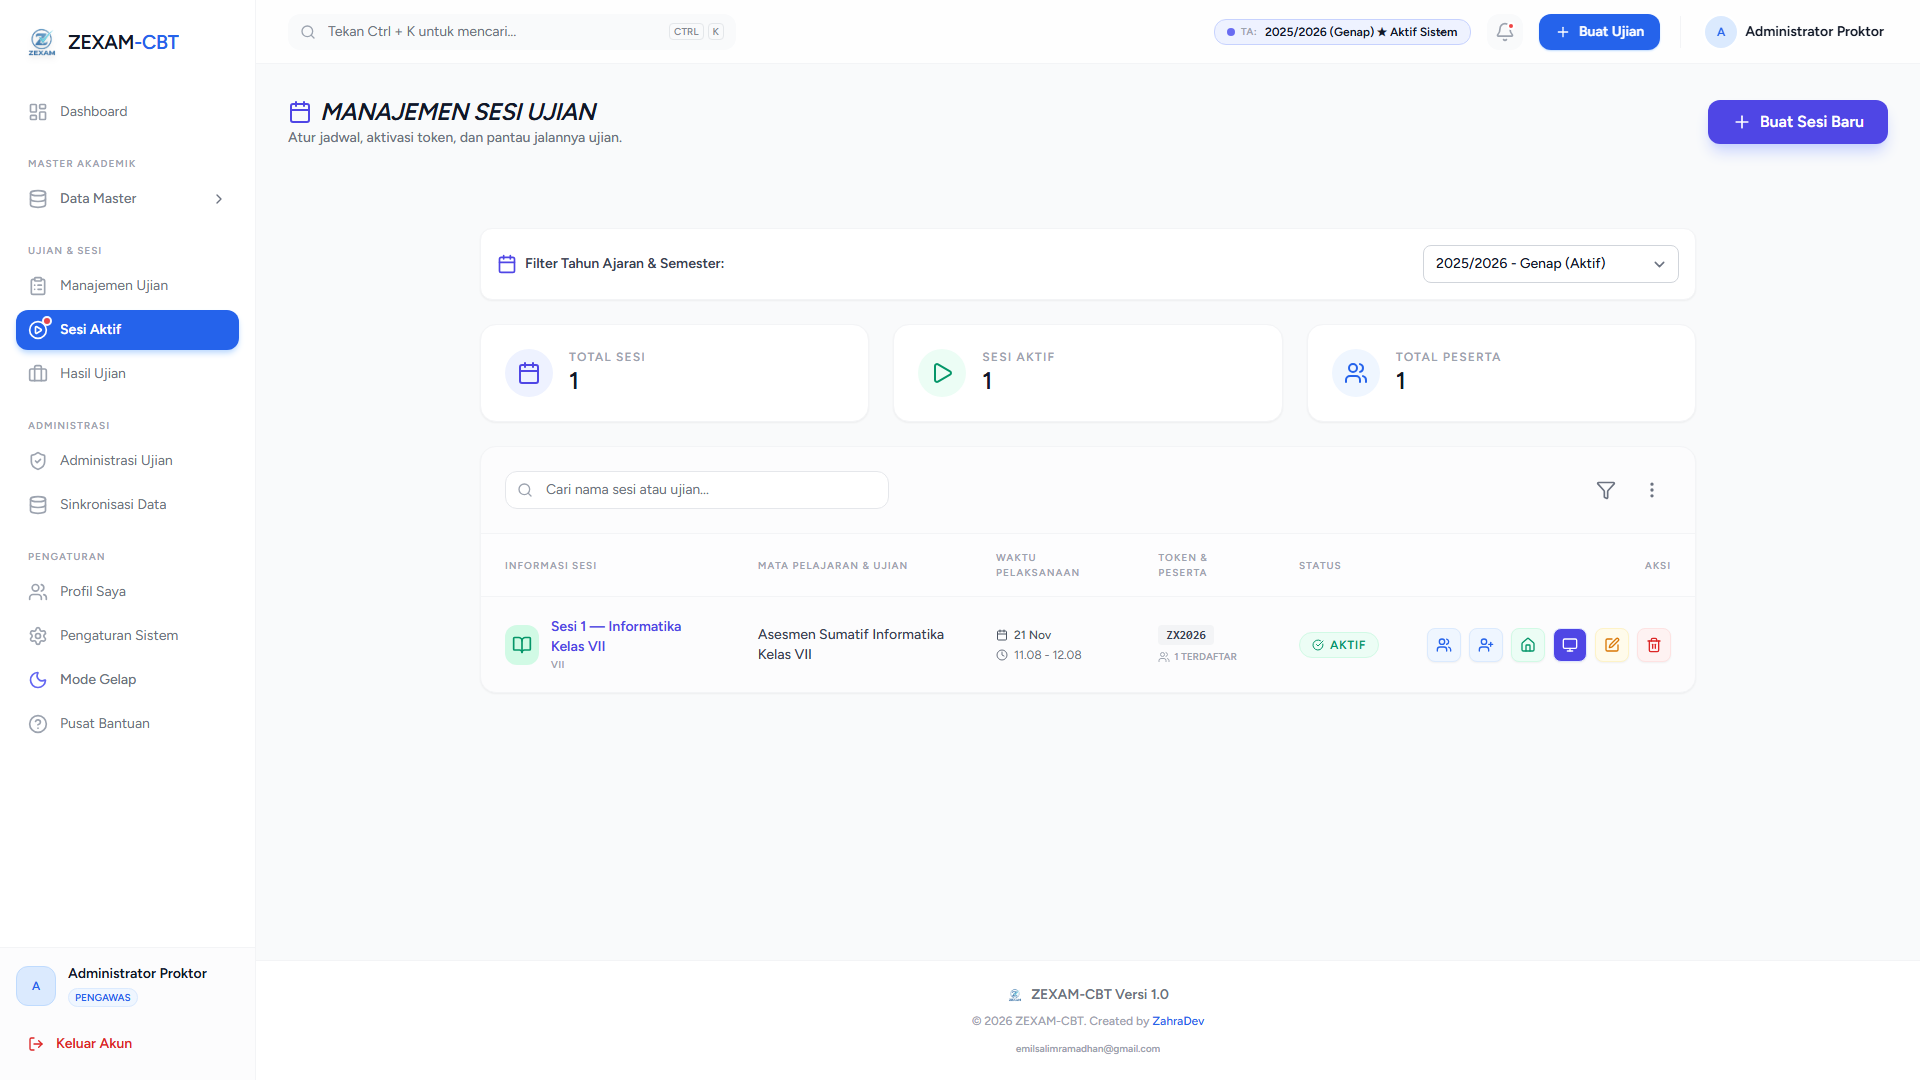 ZEXAM
ZEXAM-CBT
Dashboard
MASTER AKADEMIK
Data Master
UJIAN & SESI
Manajemen Ujian
Sesi Aktif
Hasil Ujian
ADMINISTRASI
Administrasi Ujian
Sinkronisasi Data
PENGATURAN
Profil Saya
Pengaturan Sistem
Mode Gelap
Pusat Bantuan
A
Administrator Proktor
PENGAWAS
Keluar Akun
Tekan Ctrl + K untuk mencari... CTRL K
TA: 2025/2026 (Genap) ★ Aktif Sistem
Buat Ujian
A Administrator Proktor
MANAJEMEN SESI UJIAN
Atur jadwal, aktivasi token, dan pantau jalannya ujian.
Buat Sesi Baru
Filter Tahun Ajaran & Semester:
2025/2026 - Genap (Aktif)
TOTAL SESI
1
SESI AKTIF
1
TOTAL PESERTA
1
Cari nama sesi atau ujian...
INFORMASI SESI
MATA PELAJARAN & UJIAN
WAKTU
PELAKSANAAN
TOKEN &
PESERTA
STATUS
AKSI
Sesi 1 — Informatika
Kelas VII
VII
Asesmen Sumatif Informatika
Kelas VII
21 Nov
11.08 - 12.08
ZX2026
1 TERDAFTAR
AKTIF
ZEXAM-CBT Versi 1.0
© 2026 ZEXAM-CBT. Created by ZahraDev
emilsalimramadhan@gmail.com